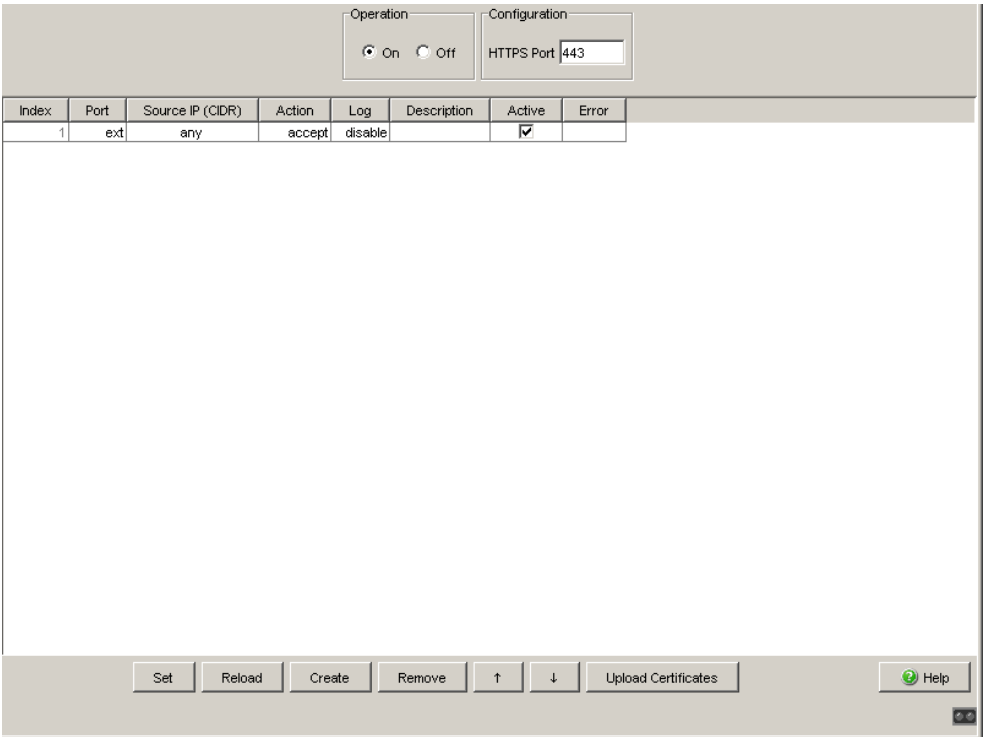 Operation Configuration
On Off HTTPS Port 443
Index Port Source IP (CIDR) Action Log Description Active Error
1 ext any accept disable
Set Reload Create Remove ↑ ↓ Upload Certificates Help